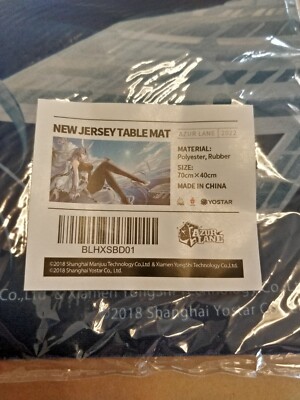 NEW JERSEY TABLE MAT
AZUR LANE 2022
MATERIAL:
Polyester, Rubber
SIZE:
70cm×40cm
MADE IN CHINA
YOSTAR
BLHXSBD01
AZUR
LANE
©2018 Shanghai Manjuu Technology Co.,Ltd & Xiamen Yongshi Technology Co.,Ltd
©2018 Shanghai Yostar Co., Ltd.
Co.,Ltd & Xiamen Yongshi
©2018 Shanghai Yostar Co